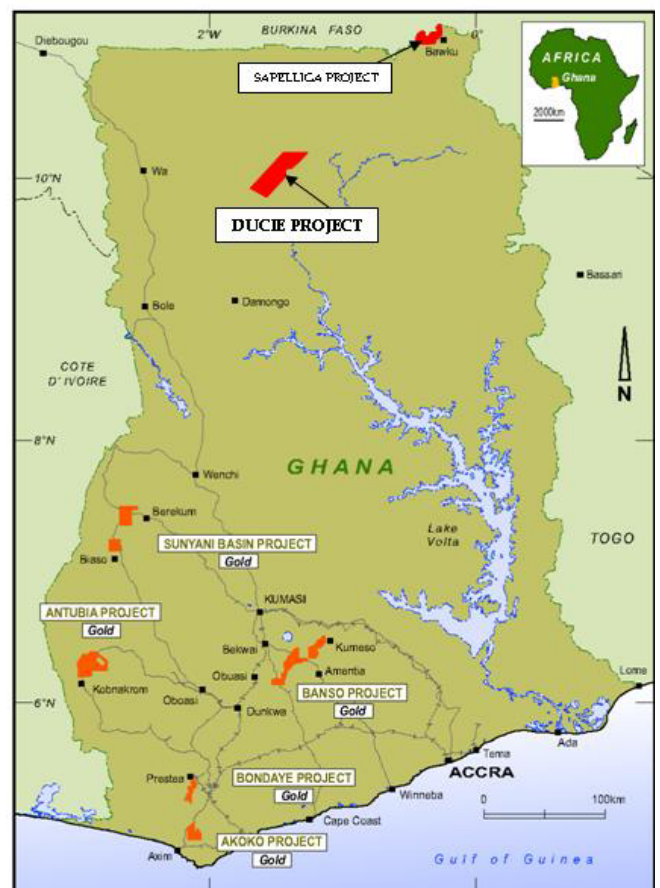 2°W
BURKINA FASO
0°
Diebougou
Bawku
SAPELLIGA PROJECT
AFRICA
Ghana
2000km
10°N
Wa
DUCIE PROJECT
Bassari
Bole
Damongo
COTE
D' IVOIRE
N
8°N
Wenchi
GHANA
Berekum
Lake
Volta
TOGO
SUNYANI BASIN PROJECT
Gold
Biaso
ANTUBIA PROJECT
Gold
KUMASI
Bekwai
Kumeso
Obuasi
Amentia
Lome
Kobnakrom
Oboasi
BANSO PROJECT
Gold
6°N
Dunkwa
Ada
Tema
ACCRA
Prestea
BONDAYE PROJECT
Gold
Winneba
0
100km
Cape Coast
AKOKO PROJECT
Gold
Axim
Gulf of Guinea